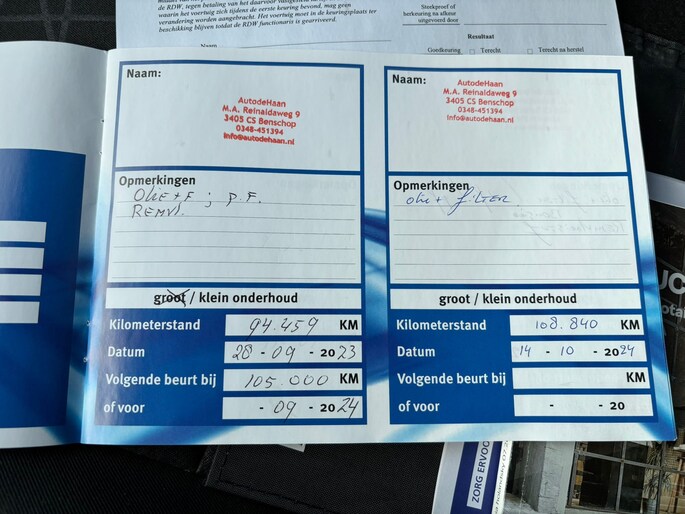 de RDW, tegen betaling van het daarvoor
waarin het voertuig zich tijdens de eerste keuring bevond, mag geen
verandering worden aangebracht. Het voertuig moet in de keuringsplaats ter
beschikking blijven totdat de RDW functionaris is gearriveerd.
Steekproef of
herkeuring na afkeur
uitgevoerd door
Naam
Resultaat
Goedkeuring
Terecht
Terecht na herstel
Naam:
AutodeHaan
M.A. Reinaldaweg 9
3405 CS Benschop
0348-451394
info@autodehaan.nl
Opmerkingen
Olie + F ; P.F.
REMVL.
groot / klein onderhoud
Kilometerstand 94.459 KM
Datum 28 - 09 - 2023
Volgende beurt bij 105.000 KM
of voor - 09 - 2024
Naam:
AutodeHaan
M.A. Reinaldaweg 9
3405 CS Benschop
0348-451394
info@autodehaan.nl
Opmerkingen
olie + filter
groot / klein onderhoud
Kilometerstand 108.840 KM
Datum 14 - 10 - 2024
Volgende beurt bij KM
of voor - - 20
ZORG ERVOO